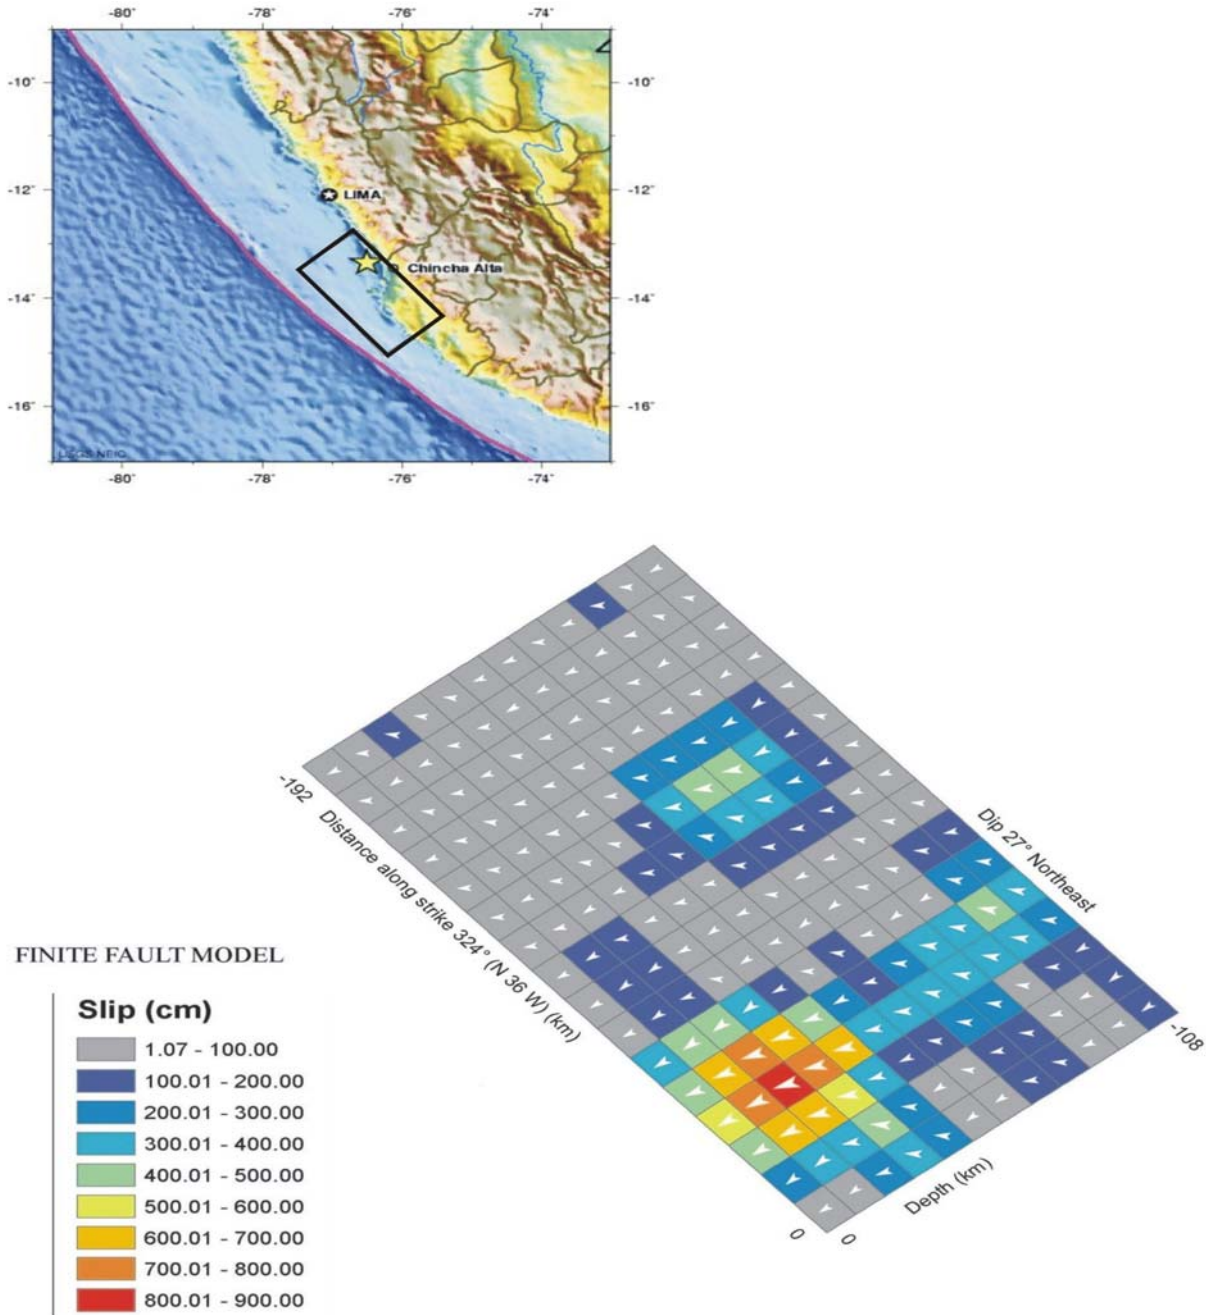 -80° -78° -76° -74°
-10° -10°
-12° LIMA -12°
Chincha Alta
-14° -14°
-16° -16°
USGS NEIC
-80° -78° -76° -74°
-192 Distance along strike 324° (N 36 W) (km)
Dip 27° Northeast
-108
Depth (km)
0 0
FINITE FAULT MODEL
Slip (cm)
1.07 - 100.00
100.01 - 200.00
200.01 - 300.00
300.01 - 400.00
400.01 - 500.00
500.01 - 600.00
600.01 - 700.00
700.01 - 800.00
800.01 - 900.00